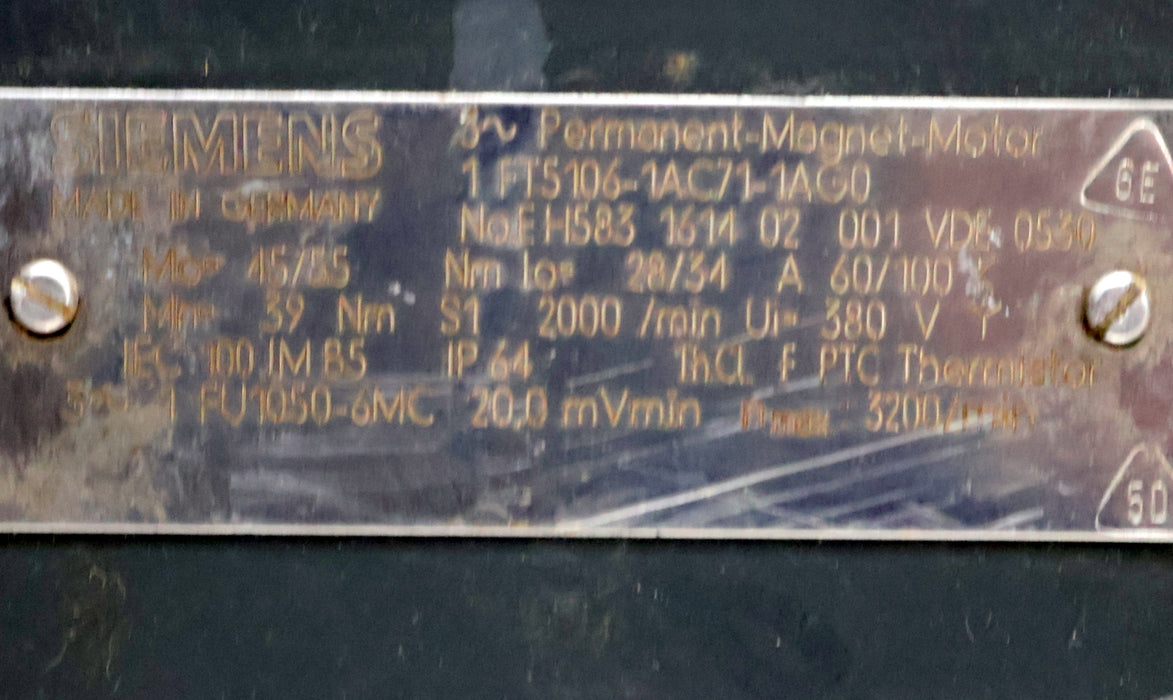 SIEMENS
3~ Permanent-Magnet-Motor
1 FT5106-1AC71-1AG0
MADE IN GERMANY
No.E H583 1614 02 001 VDE 0530
6E
Mo= 45/55 Nm Io= 28/34 A 60/100 K
Mn= 39 Nm S1 2000 /min Ui= 380 V Y
IEC 100 IM B5 IP 64 Th.Cl. F PTC Thermistor
1 FU1050-6MC 20,0 mVmin nmax 3200/min
5D